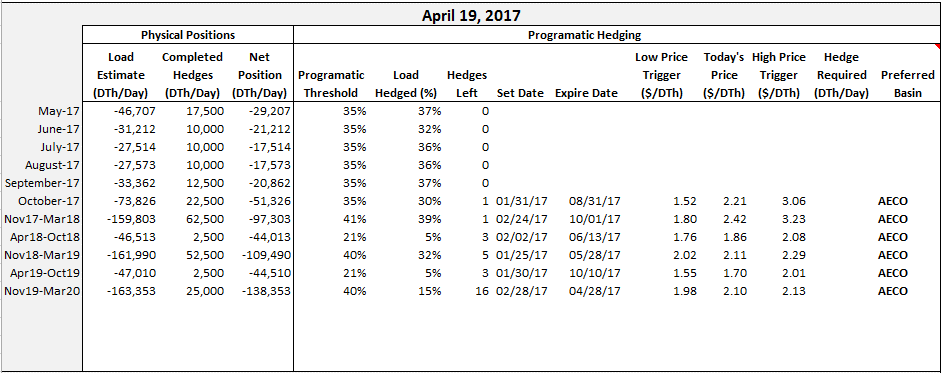 April 19, 2017
Physical Positions Programatic Hedging
Load Completed Net Low Price Today's High Price Hedge
Estimate Hedges Position Programatic Load Hedges Trigger Price Trigger Required Preferred
(DTh/Day) (DTh/Day) (DTh/Day) Threshold Hedged (%) Left Set Date Expire Date ($/DTh) ($/DTh) ($/DTh) (DTh/Day) Basin
May-17 -46,707 17,500 -29,207 35% 37% 0
June-17 -31,212 10,000 -21,212 35% 32% 0
July-17 -27,514 10,000 -17,514 35% 36% 0
August-17 -27,573 10,000 -17,573 35% 36% 0
September-17 -33,362 12,500 -20,862 35% 37% 0
October-17 -73,826 22,500 -51,326 35% 30% 1 01/31/17 08/31/17 1.52 2.21 3.06 AECO
Nov17-Mar18 -159,803 62,500 -97,303 41% 39% 1 02/24/17 10/01/17 1.80 2.42 3.23 AECO
Apr18-Oct18 -46,513 2,500 -44,013 21% 5% 3 02/02/17 06/13/17 1.76 1.86 2.08 AECO
Nov18-Mar19 -161,990 52,500 -109,490 40% 32% 5 01/25/17 05/28/17 2.02 2.11 2.29 AECO
Apr19-Oct19 -47,010 2,500 -44,510 21% 5% 3 01/30/17 10/10/17 1.55 1.70 2.01 AECO
Nov19-Mar20 -163,353 25,000 -138,353 40% 15% 16 02/28/17 04/28/17 1.98 2.10 2.13 AECO